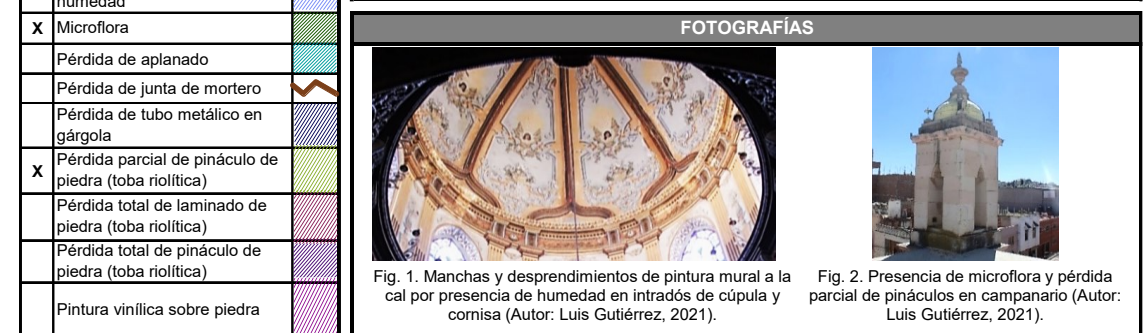 humedad
X Microflora
Pérdida de aplanado
Pérdida de junta de mortero
Pérdida de tubo metálico en
gárgola
X Pérdida parcial de pináculo de
piedra (toba riolítica)
Pérdida total de laminado de
piedra (toba riolítica)
Pérdida total de pináculo de
piedra (toba riolítica)
Pintura vinílica sobre piedra
FOTOGRAFÍAS
Fig. 1. Manchas y desprendimientos de pintura mural a la
cal por presencia de humedad en intradós de cúpula y
cornisa (Autor: Luis Gutiérrez, 2021).
Fig. 2. Presencia de microflora y pérdida
parcial de pináculos en campanario (Autor:
Luis Gutiérrez, 2021).